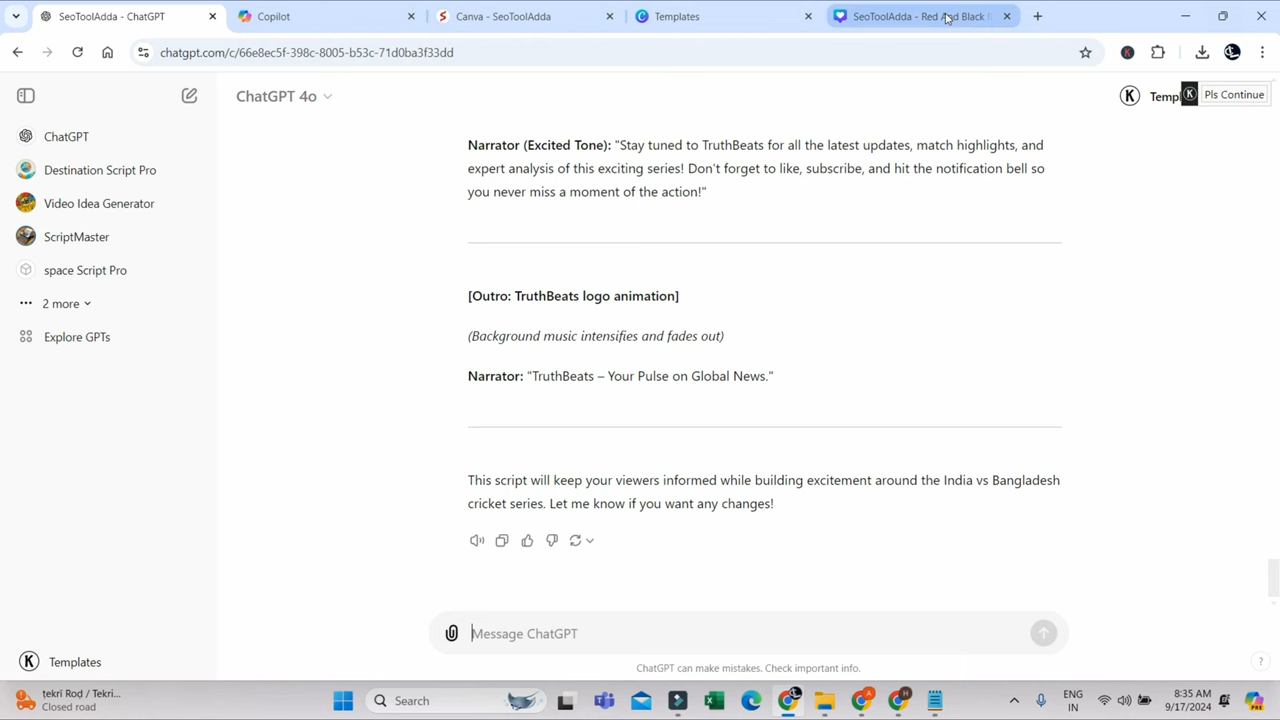 SeoToolAdda - ChatGPT
Copilot
Canva - SeoToolAdda
Templates
SeoToolAdda - Red And Black
chatgpt.com/c/66e8ec5f-398c-8005-b53c-71d0ba3f33dd
K
ChatGPT 4o
K Templ
K Pls Continue
ChatGPT
Destination Script Pro
Video Idea Generator
ScriptMaster
space Script Pro
2 more
Explore GPTs
Narrator (Excited Tone): "Stay tuned to TruthBeats for all the latest updates, match highlights, and
expert analysis of this exciting series! Don't forget to like, subscribe, and hit the notification bell so
you never miss a moment of the action!"
[Outro: TruthBeats logo animation]
(Background music intensifies and fades out)
Narrator: "TruthBeats – Your Pulse on Global News."
This script will keep your viewers informed while building excitement around the India vs Bangladesh
cricket series. Let me know if you want any changes!
Message ChatGPT
ChatGPT can make mistakes. Check important info.
?
K Templates
tekri Rod / Tekri...
Closed road
Search
ENG
IN
8:35 AM
9/17/2024